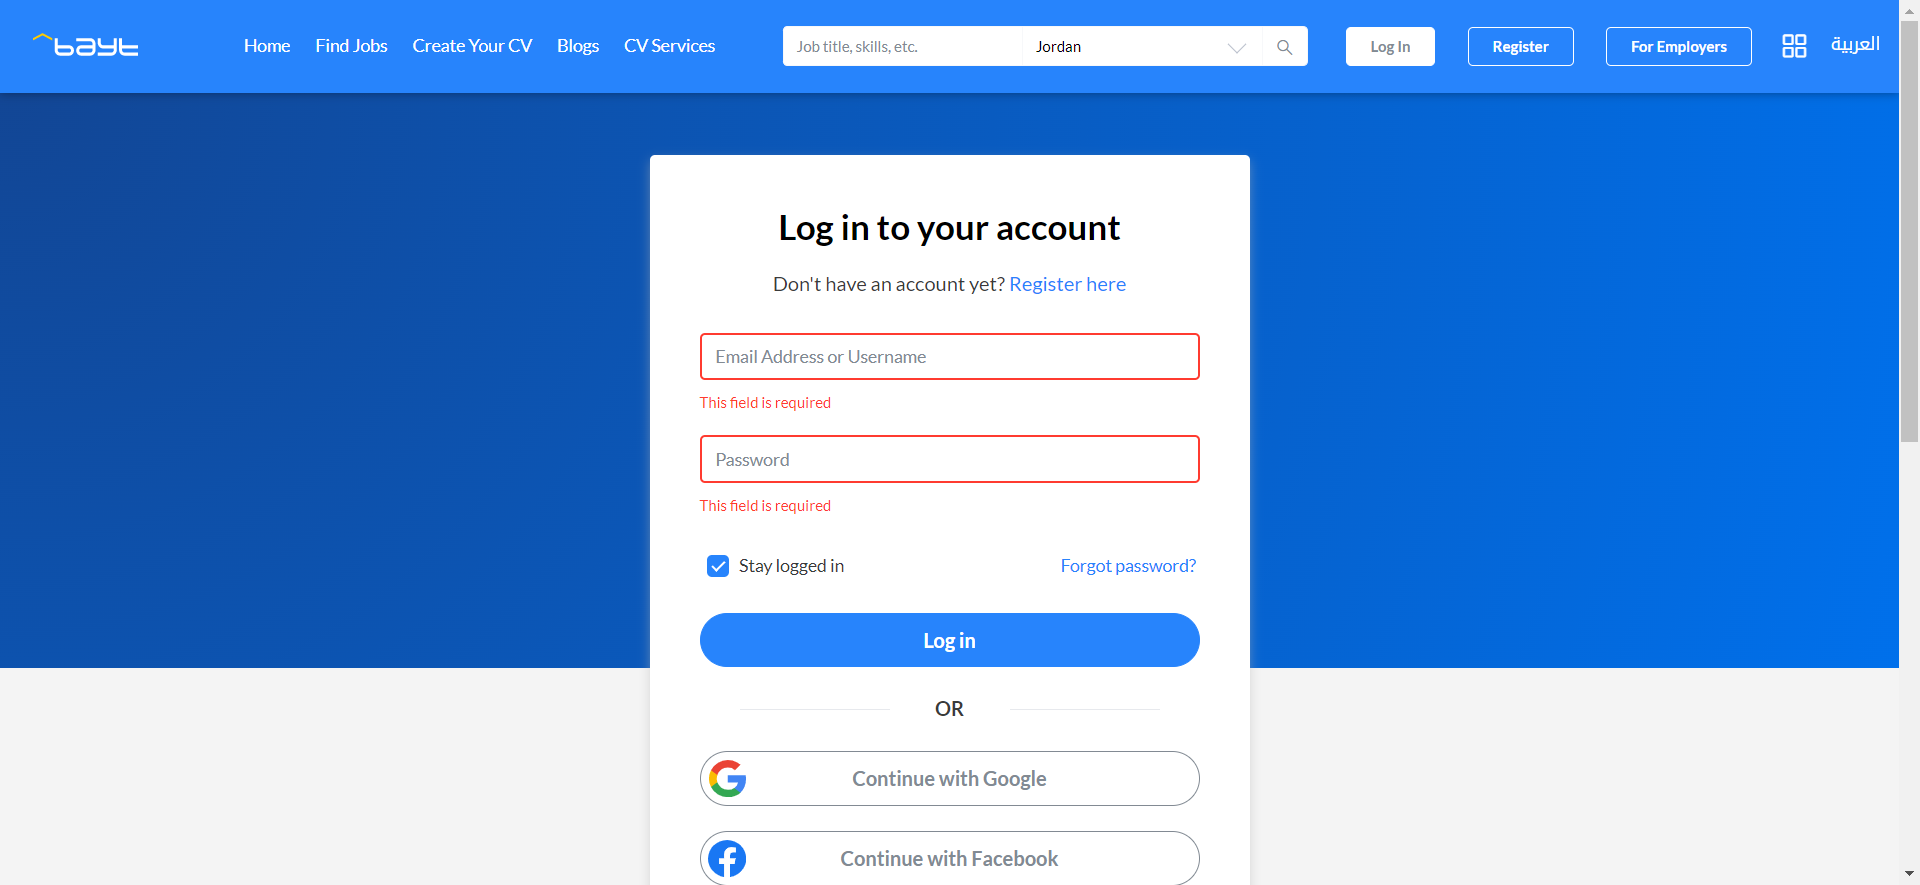 bayt
Home Find Jobs Create Your CV Blogs CV Services Job title, skills, etc. Jordan Log In Register For Employers العربية
Log in to your account
Don't have an account yet? Register here
Email Address or Username
This field is required
Password
This field is required
Stay logged in Forgot password?
Log in
OR
Continue with Google
Continue with Facebook